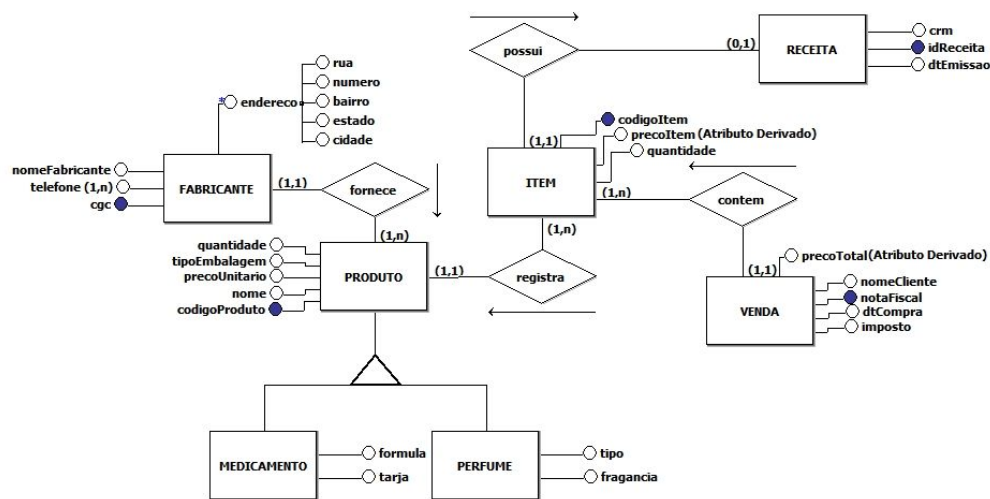 possui
(0,1)
RECEITA
crm
idReceita
dtEmissao
rua
numero
* endereco
bairro
estado
cidade
codigoItem
(1,1)
precoItem (Atributo Derivado)
quantidade
ITEM
(1,n)
nomeFabricante
telefone (1,n)
cgc
FABRICANTE
(1,1)
fornece
contem
(1,n)
(1,n)
quantidade
tipoEmbalagem
precoUnitario
nome
codigoProduto
PRODUTO
(1,1)
registra
(1,1)
precoTotal (Atributo Derivado)
nomeCliente
notaFiscal
dtCompra
imposto
VENDA
MEDICAMENTO
formula
tarja
PERFUME
tipo
fragancia